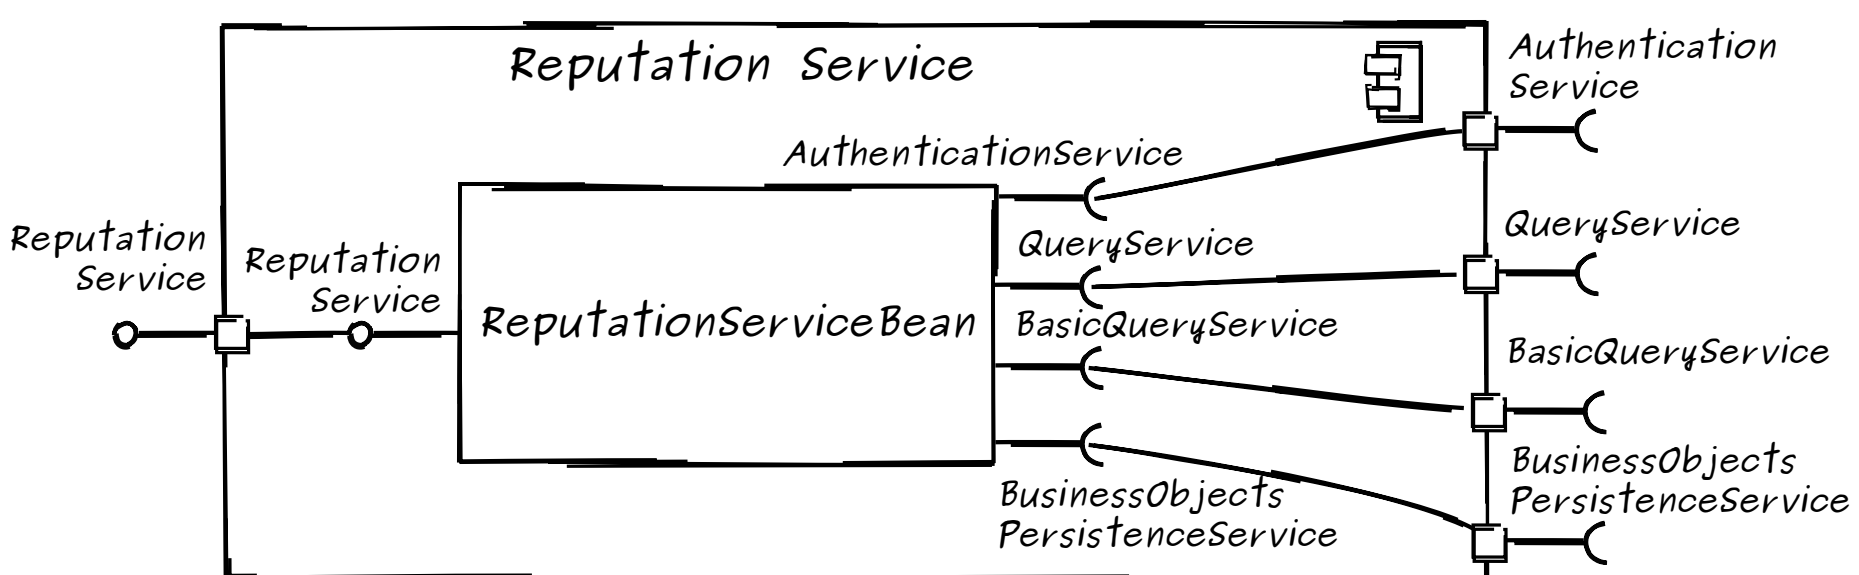 Reputation Service
Authentication
Service
AuthenticationService
Reputation
Service
Reputation
Service
ReputationServiceBean
QueryService
QueryService
BasicQueryService
BasicQueryService
BusinessObjects
PersistenceService
BusinessObjects
PersistenceService